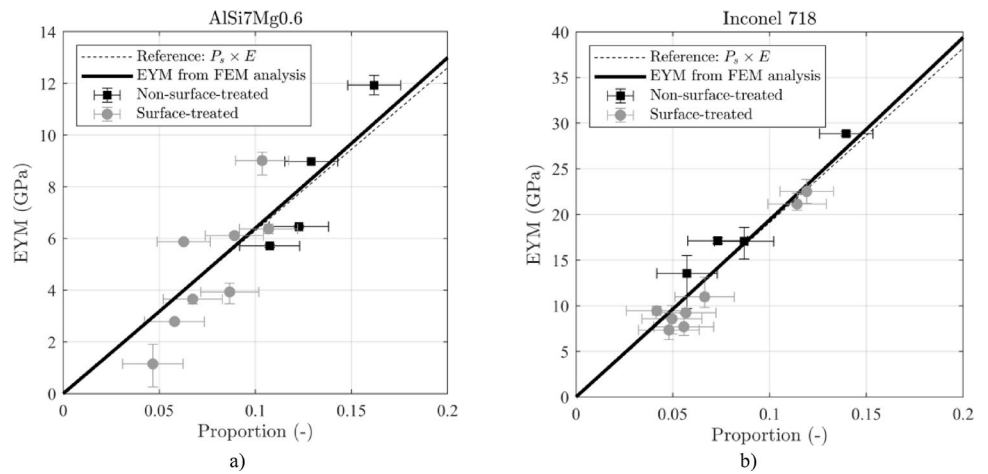 AlSi7Mg0.6
Reference: P_s × E
EYM from FEM analysis
Non-surface-treated
Surface-treated
EYM (GPa)
14
12
10
8
6
4
2
0
0 0.05 0.1 0.15 0.2
Proportion (-)
a)
Inconel 718
Reference: P_s × E
EYM from FEM analysis
Non-surface-treated
Surface-treated
EYM (GPa)
40
35
30
25
20
15
10
5
0
0 0.05 0.1 0.15 0.2
Proportion (-)
b)